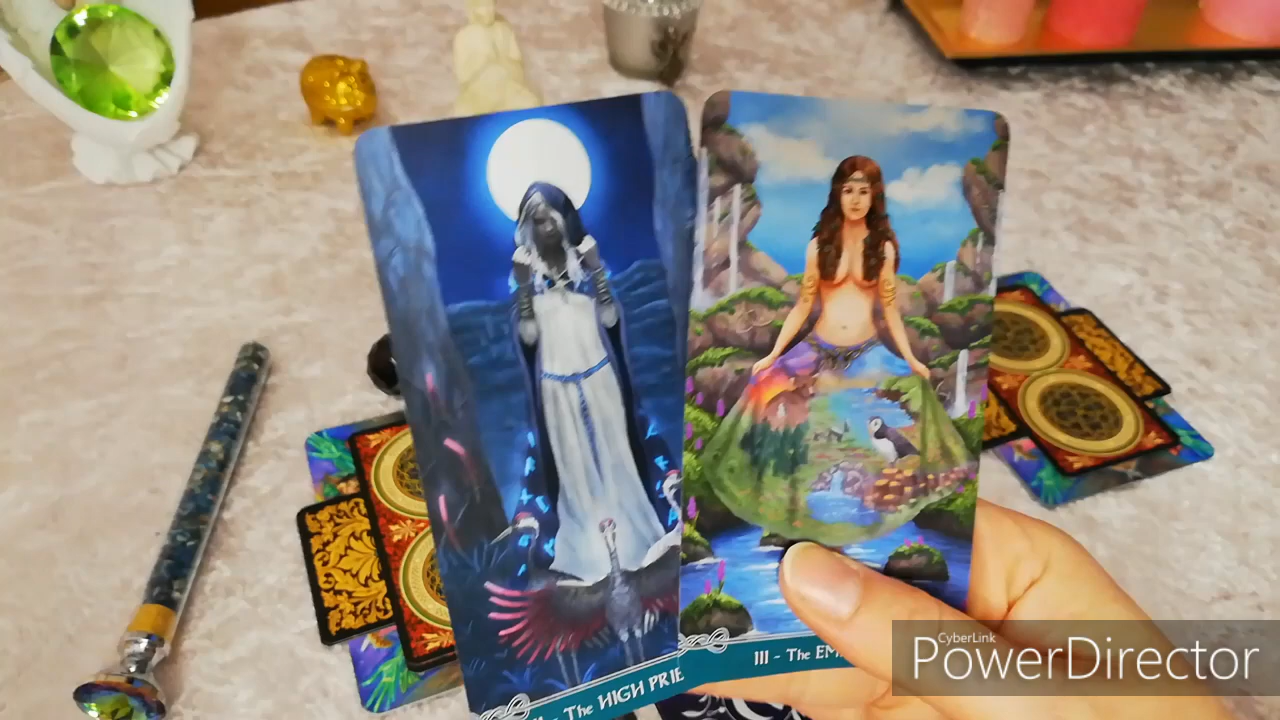 The HIGH PRIE
III - The EM
CyberLink
PowerDirector